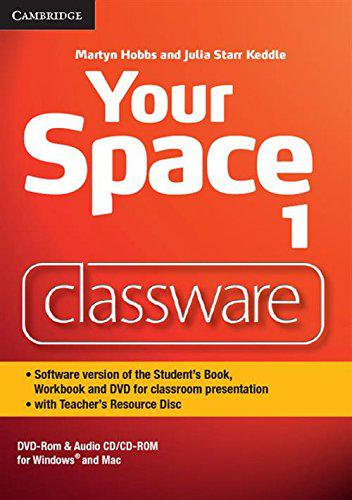 CAMBRIDGE
Martyn Hobbs and Julia Starr Keddle
Your
Space
1
classware
• Software version of the Student's Book,
Workbook and DVD for classroom presentation
• with Teacher's Resource Disc
DVD-Rom & Audio CD/CD-ROM
for Windows® and Mac